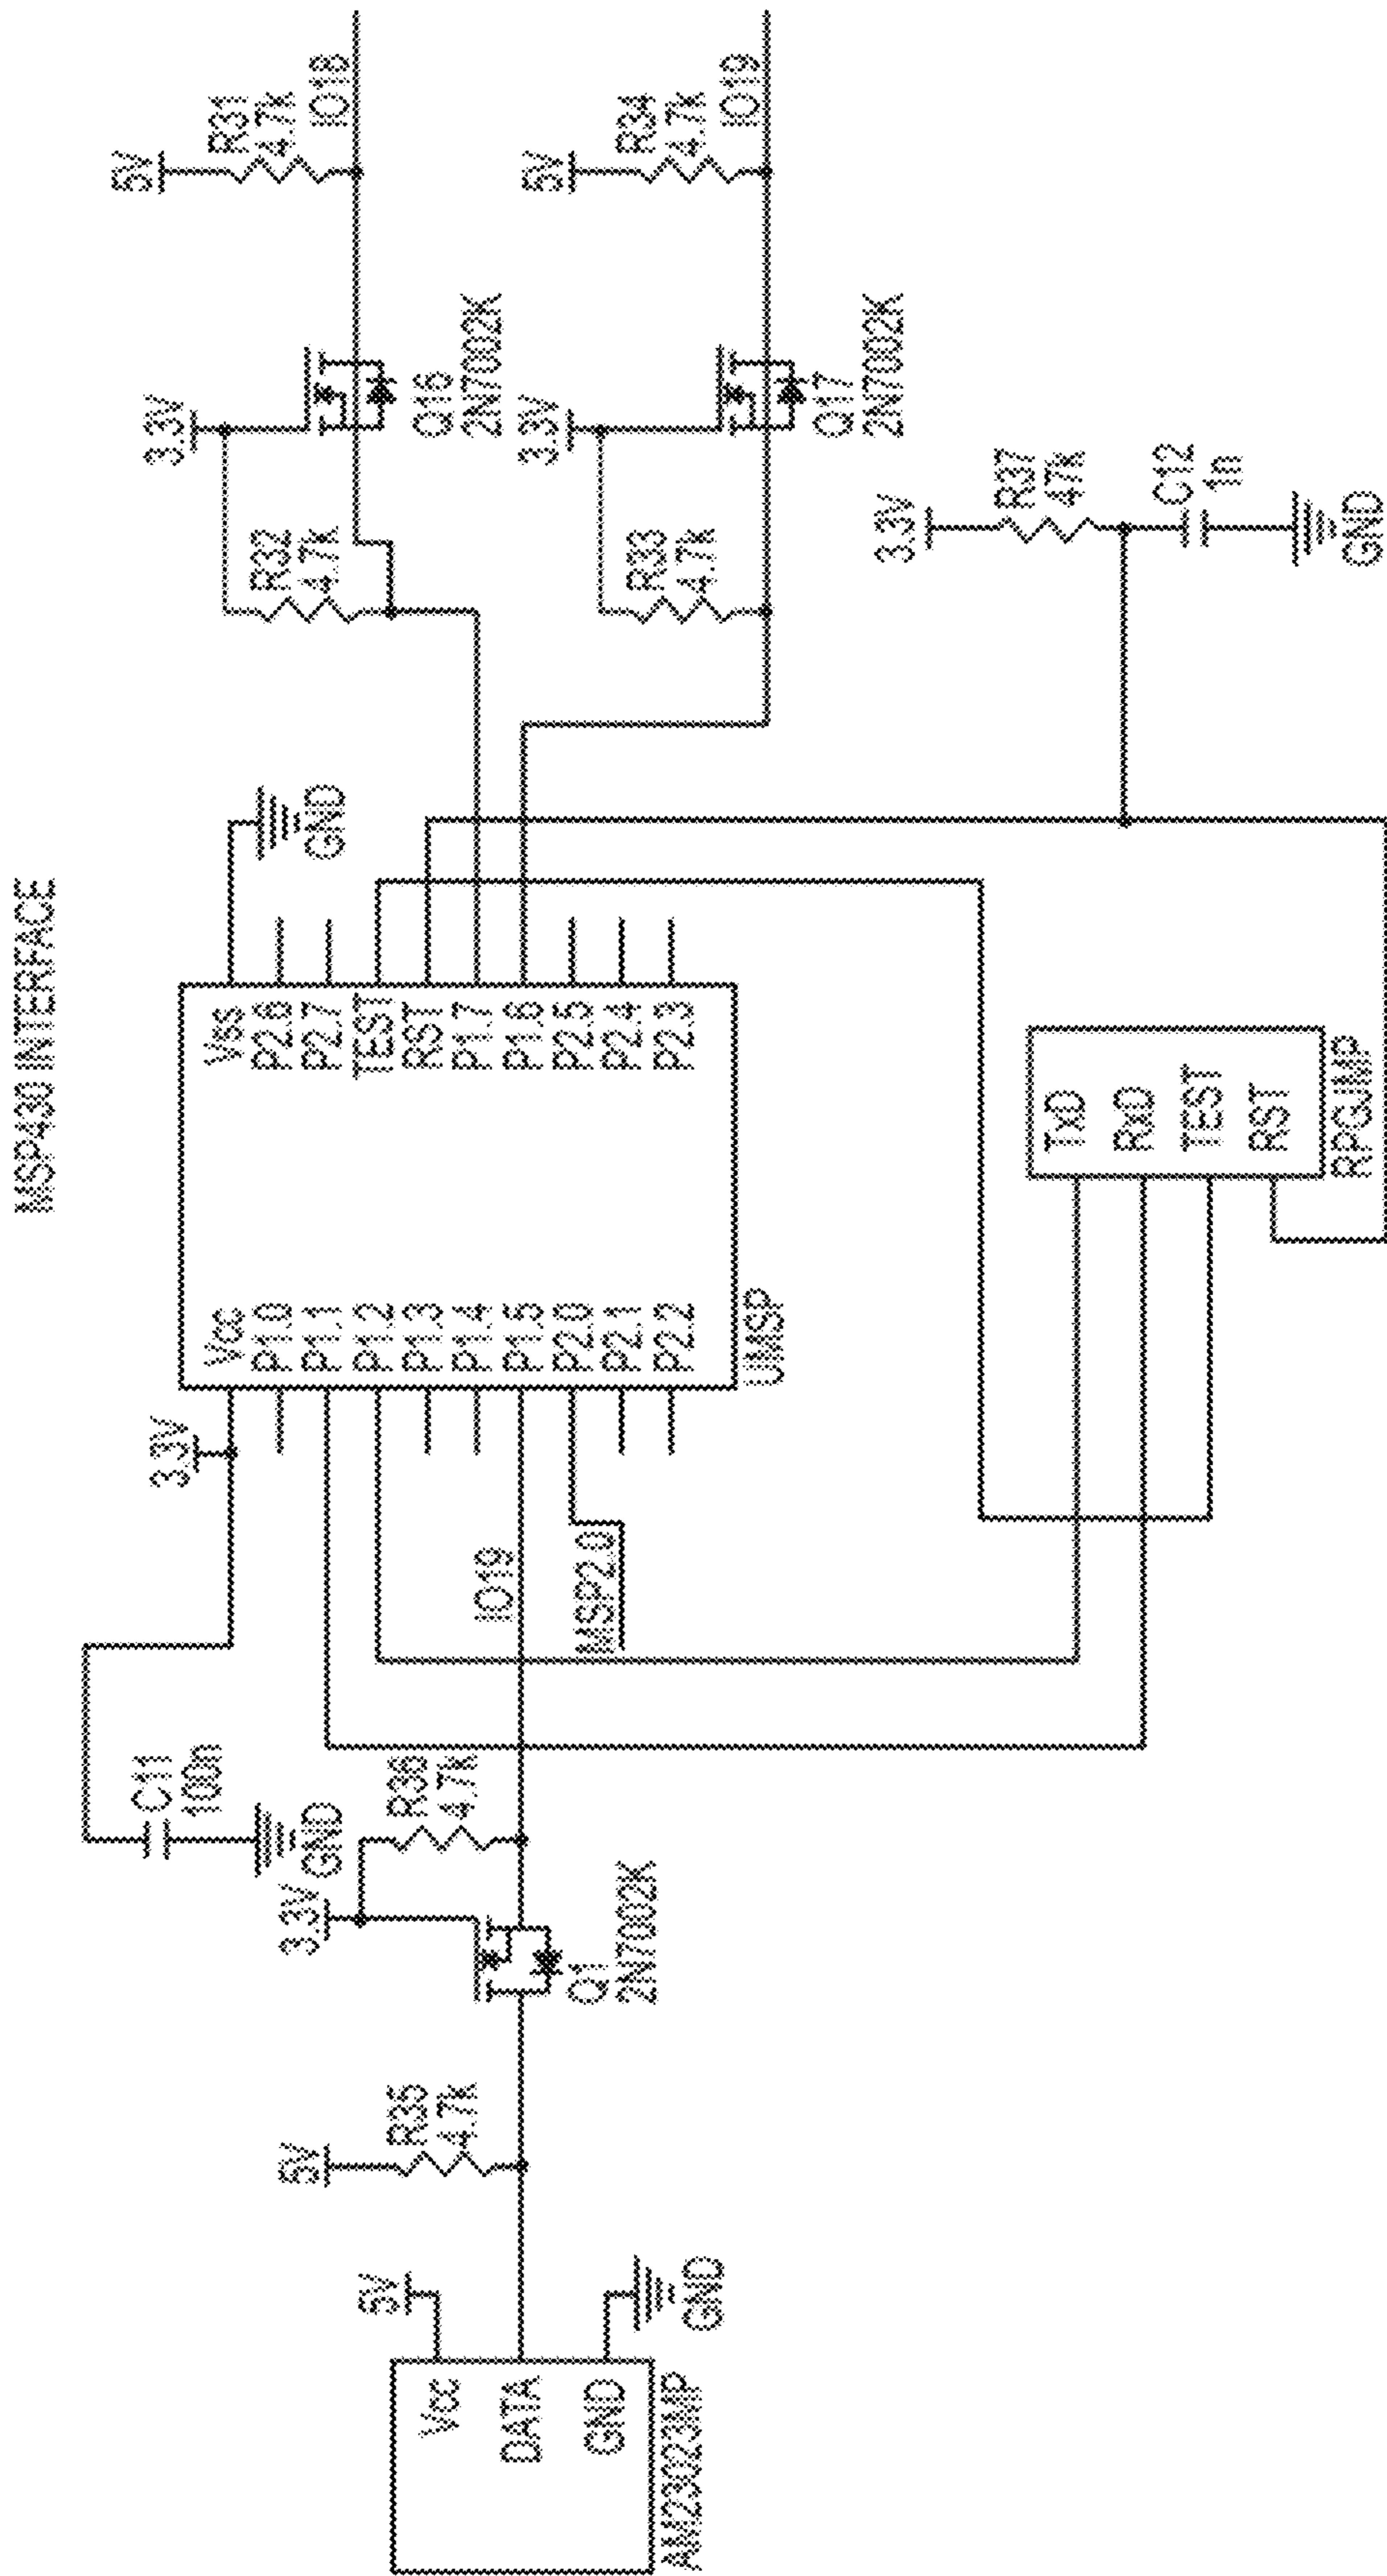 MSP430 INTERFACE
AM23023MP
Vcc
DATA
GND
5V
GND
5V
R35
4.7k
3.3V
Q1
2N7002K
R36
4.7k
C11
100n
GND
3.3V
IO19
MSP2.0
UMSP
Vcc
P1.0
P1.1
P1.2
P1.3
P1.4
P1.5
P2.0
P2.1
P2.2
Vss
P2.6
P2.7
TEST
RST
P1.7
P1.6
P2.5
P2.4
P2.3
GND
RPGJMP
TxD
RxD
TEST
RST
R32
4.7k
3.3V
Q16
2N7002K
5V
R31
4.7k
IO18
R33
4.7k
3.3V
Q17
2N7002K
5V
R34
4.7k
IO19
3.3V
R37
47k
C12
1n
GND